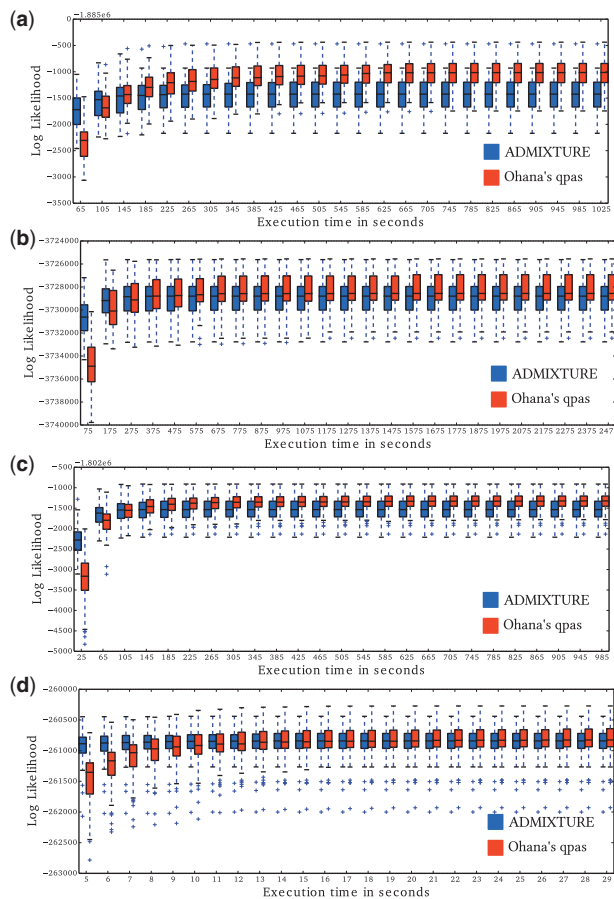 (a)
−1.885e6
0
−500
−1000
−1500
−2000
−2500
−3000
−3500
Log Likelihood
ADMIXTURE
Ohana's qpas
65 105 145 185 225 265 305 345 385 425 465 505 545 585 625 665 705 745 785 825 865 905 945 985 1025
Execution time in seconds
(b)
−3724000
−3726000
−3728000
−3730000
−3732000
−3734000
−3736000
−3738000
−3740000
Log Likelihood
ADMIXTURE
Ohana's qpas
75 175 275 375 475 575 675 775 875 975 1075 1175 1275 1375 1475 1575 1675 1775 1875 1975 2075 2175 2275 2375 247
Execution time in seconds
(c)
−1.802e6
−500
−1000
−1500
−2000
−2500
−3000
−3500
−4000
−4500
−5000
Log Likelihood
ADMIXTURE
Ohana's qpas
25 65 105 145 185 225 265 305 345 385 425 465 505 545 585 625 665 705 745 785 825 865 905 945 985
Execution time in seconds
(d)
−260000
−260500
−261000
−261500
−262000
−262500
−263000
Log Likelihood
ADMIXTURE
Ohana's qpas
5 6 7 8 9 10 11 12 13 14 15 16 17 18 19 20 21 22 23 24 25 26 27 28 29
Execution time in seconds